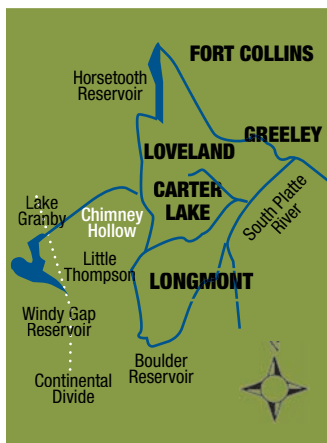 FORT COLLINS
Horsetooth
Reservoir
GREELEY
LOVELAND
CARTER
LAKE
Lake
Granby
Chimney
Hollow
South Platte
River
Little
Thompson
LONGMONT
Windy Gap
Reservoir
Boulder
Reservoir
Continental
Divide
N